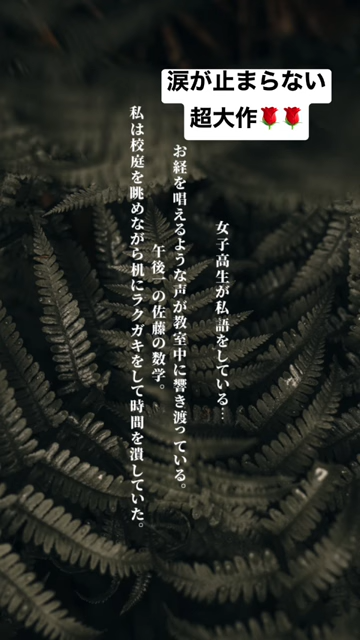 涙が止まらない
超大作🌹🌹
女子高生が私語をしている…
お経を唱えるような声が教室中に響き渡っている。
午後一の佐藤の数学。
私は校庭を眺めながら机にラクガキをして時間を潰していた。